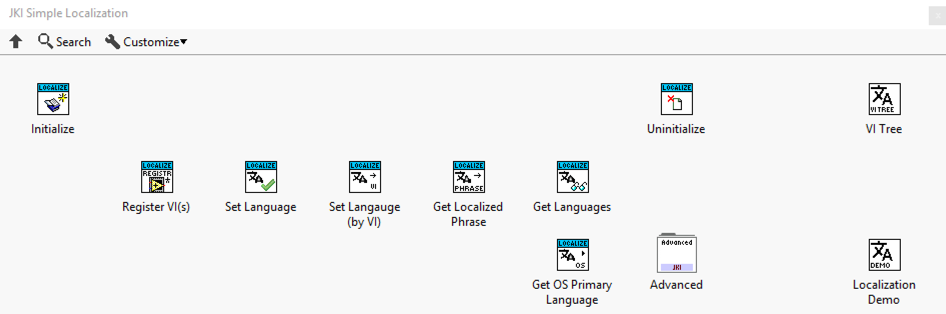 JKI Simple Localization
Search Customize
LOCALIZE
LOCALIZE
VI TREE
Initialize
Uninitialize
VI Tree
LOCALIZE
REGISTR
LOCALIZE
LOCALIZE
VI
LOCALIZE
PHRASE
LOCALIZE
Register VI(s)
Set Language
Set Langauge
(by VI)
Get Localized
Phrase
Get Languages
LOCALIZE
OS
Advanced
JKI
DEMO
Get OS Primary
Language
Advanced
Localization
Demo